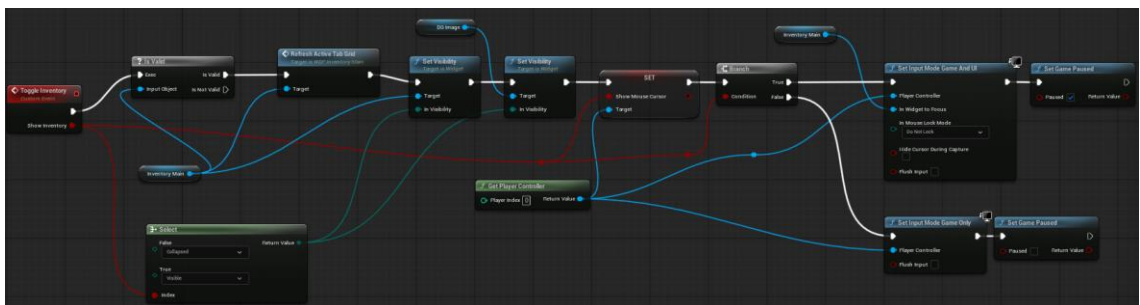 Toggle Inventory
Custom Event
Show Inventory
Is Valid
Exec
Is Valid
Input Object
Is Not Valid
Inventory Main
Select
False
Return Value
Collapsed
True
Visible
Index
Refresh Active Tab Grid
Target is WBP Inventory Main
Target
BG Image
Set Visibility
Target is Widget
Target
In Visibility
Set Visibility
Target is Widget
Target
In Visibility
Get Player Controller
Player Index 0
Return Value
SET
Show Mouse Cursor
Target
Branch
True
Condition
False
Inventory Main
Set Input Mode Game And UI
Player Controller
In Widget to Focus
In Mouse Lock Mode
Do Not Lock
Hide Cursor During Capture
Flush Input
Set Game Paused
Paused
Return Value
Set Input Mode Game Only
Player Controller
Flush Input
Set Game Paused
Paused
Return Value